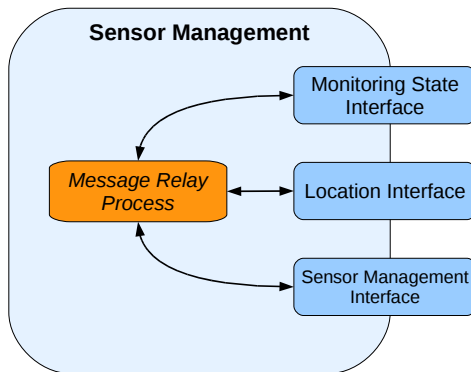 Sensor Management
Monitoring State
Interface
Message Relay
Process
Location Interface
Sensor Management
Interface